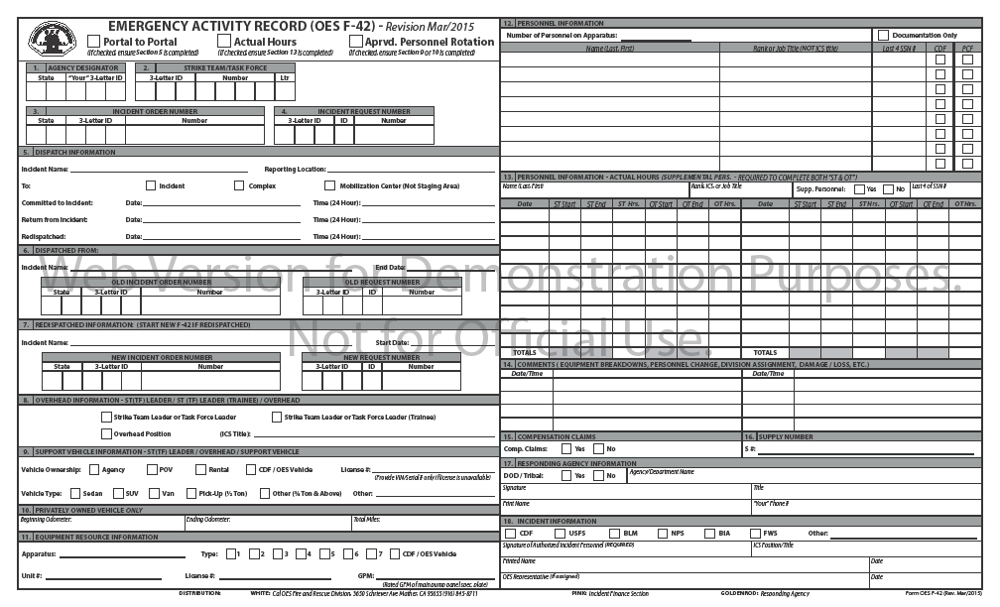 EMERGENCY ACTIVITY RECORD (OES F-42) - Revision Mar/2015
Portal to Portal Actual Hours Aprvd. Personnel Rotation
(If checked, ensure Section 5 is completed) (If checked, ensure Section 13 is completed) (If checked, ensure Section 9 or 10 is completed)
1. AGENCY DESIGNATOR 2. STRIKE TEAM/TASK FORCE
State "Your" 3-Letter ID 3-Letter ID Number Ltr
3. INCIDENT ORDER NUMBER 4. INCIDENT REQUEST NUMBER
State 3-Letter ID Number 3-Letter ID ID Number
5. DISPATCH INFORMATION
Incident Name: Reporting Location:
To: Incident Complex Mobilization Center (Not Staging Area)
Committed to Incident: Date: Time (24 Hour):
Return from Incident: Date: Time (24 Hour):
Redispatched: Date: Time (24 Hour):
6. DISPATCHED FROM:
Incident Name: End Date:
OLD INCIDENT ORDER NUMBER OLD REQUEST NUMBER
State 3-Letter ID Number 3-Letter ID ID Number
7. REDISPATCHED INFORMATION: (START NEW F-42 IF REDISPATCHED)
Incident Name: Start Date:
NEW INCIDENT ORDER NUMBER NEW REQUEST NUMBER
State 3-Letter ID Number 3-Letter ID ID Number
8. OVERHEAD INFORMATION - ST(TF) LEADER / ST (TF) LEADER (TRAINEE) / OVERHEAD
Strike Team Leader or Task Force Leader Strike Team Leader or Task Force Leader (Trainee)
Overhead Position (ICS Title):
9. SUPPORT VEHICLE INFORMATION - ST(TF) LEADER / OVERHEAD / SUPPORT VEHICLE
Vehicle Ownership: Agency POV Rental CDF / OES Vehicle License #:
(Provide VIN/Serial # only if license is unavailable)
Vehicle Type: Sedan SUV Van Pick-Up (½ Ton) Other (¾ Ton & Above) Other:
10. PRIVATELY OWNED VEHICLE ONLY
Beginning Odometer: Ending Odometer: Total Miles:
11. EQUIPMENT RESOURCE INFORMATION
Apparatus: Type: 1 2 3 4 5 6 7 CDF / OES Vehicle
Unit #: License #: GPM:
(Rated GPM of main pump panel spec. plate)
12. PERSONNEL INFORMATION
Number of Personnel on Apparatus: Documentation Only
Name (Last, First) Rank or Job Title (NOT ICS title) Last 4 SSN # CDF PCF
13. PERSONNEL INFORMATION - ACTUAL HOURS (SUPPLEMENTAL PERS. - REQUIRED TO COMPLETE BOTH "ST & OT")
Name (Last, First) Rank ICS, or Job Title Supp. Personnel: Yes No Last 4 of SSN #
Date ST Start ST End ST Hrs. OT Start OT End OT Hrs. Date ST Start ST End ST Hrs. OT Start OT End OT Hrs.
TOTALS TOTALS
14. COMMENTS ( EQUIPMENT BREAKDOWNS, PERSONNEL CHANGE, DIVISION ASSIGNMENT, DAMAGE / LOSS, ETC.)
Date/Time Date/Time
15. COMPENSATION CLAIMS 16. SUPPLY NUMBER
Comp. Claims: Yes No S #:
17. RESPONDING AGENCY INFORMATION
DOD / Tribal: Yes No Agency/Department Name
Signature Title
Print Name "Your" Phone #
18. INCIDENT INFORMATION
CDF USFS BLM NPS BIA FWS Other:
Signature of Authorized Incident Personnel (REQUIRED) ICS Position/Title
Printed Name Date
OES Representative (If assigned) Date
DISTRIBUTION: WHITE: Cal OES Fire and Rescue Division, 3650 Schriever Ave Mather, CA 95655 (916) 845-8711 PINK: Incident Finance Section GOLDENROD: Responding Agency Form OES F-42 (Rev. Mar/2015)
Web Version for Demonstration Purposes.
Not for Official Use.